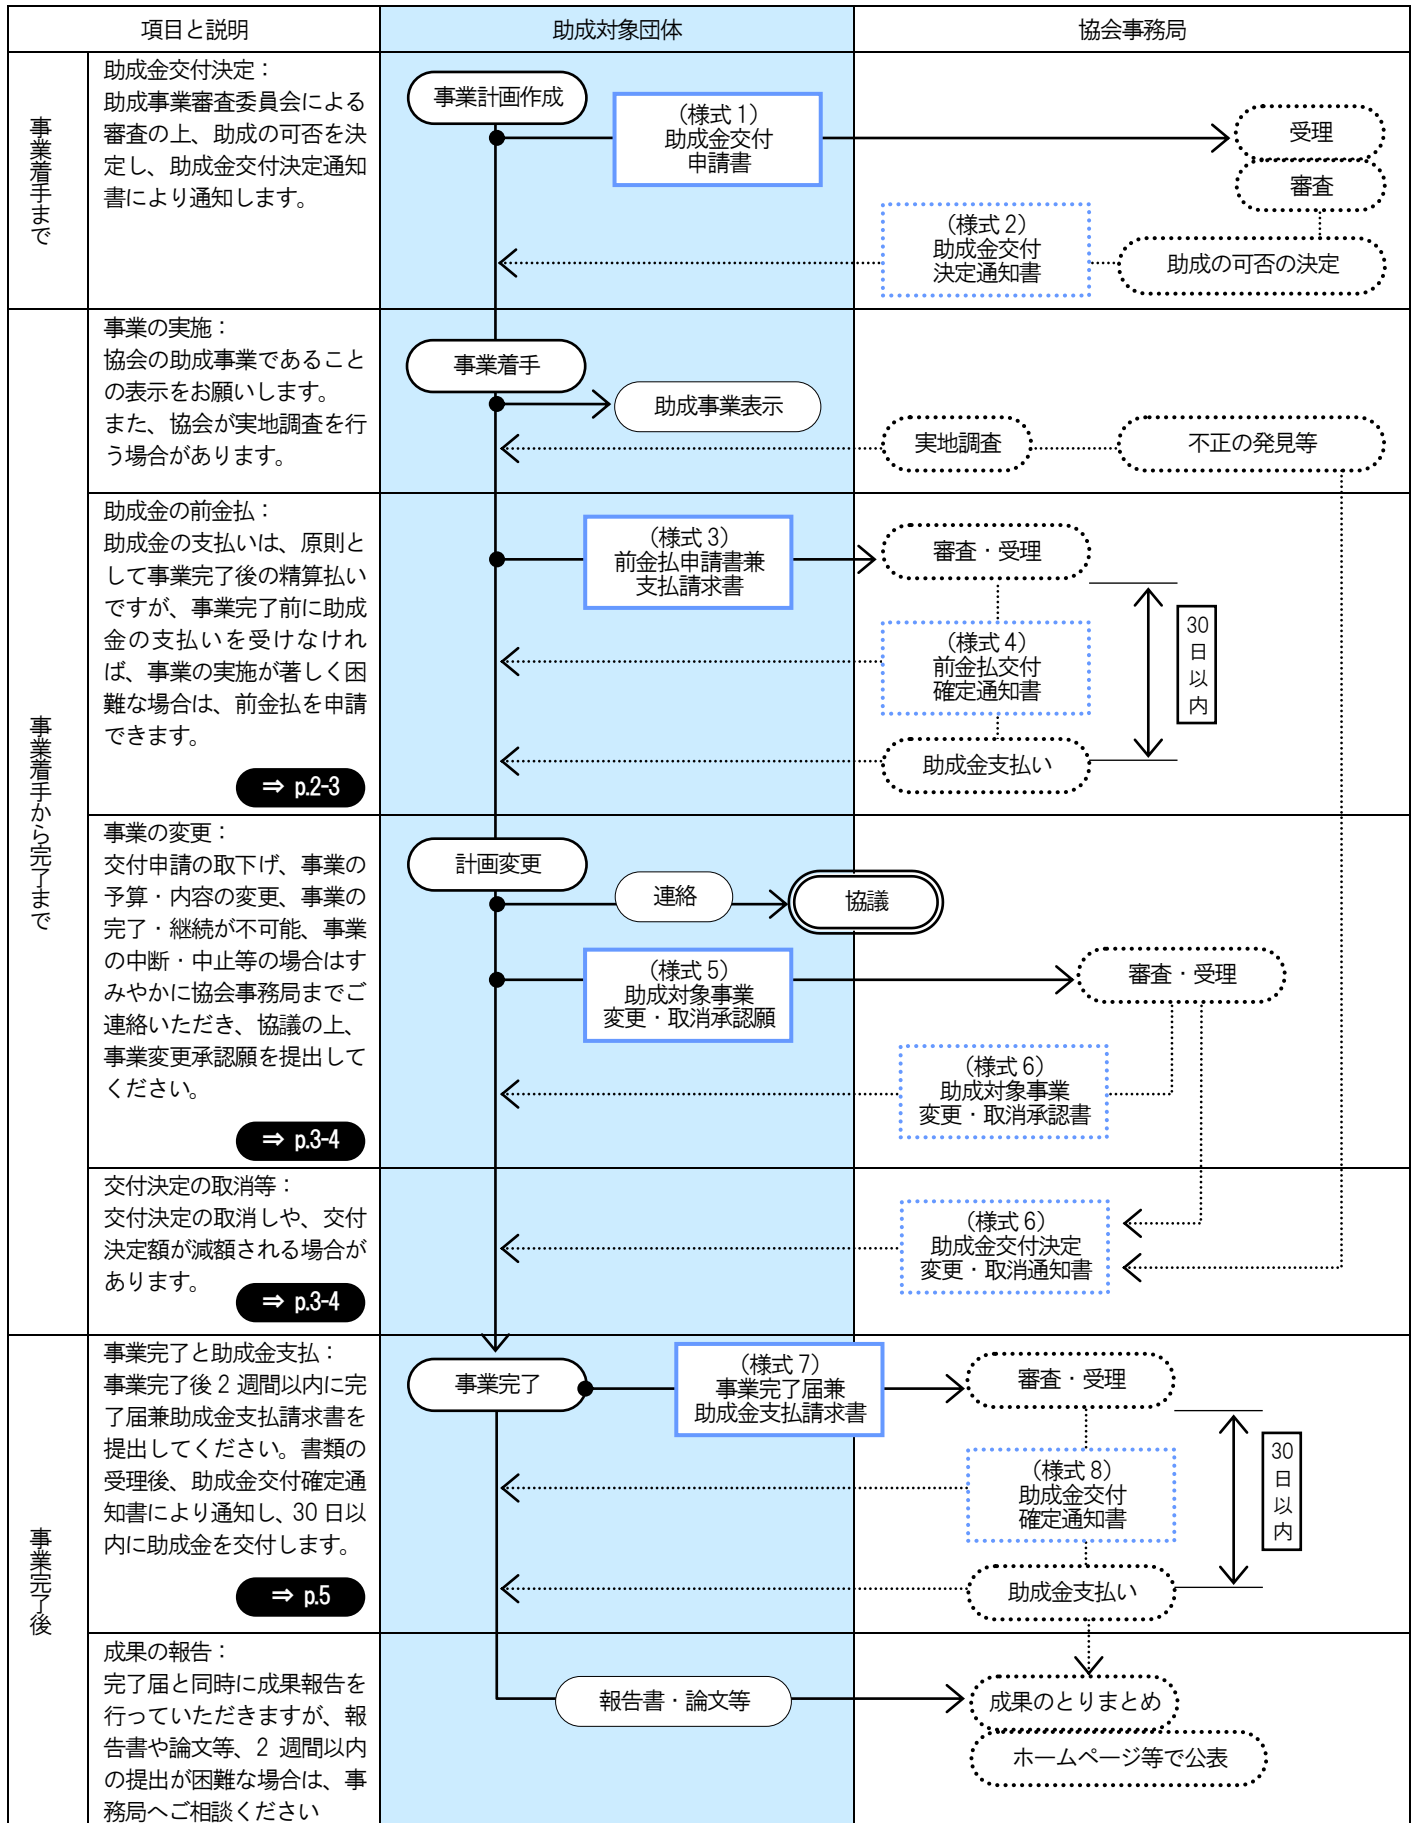 項目と説明
助成対象団体
協会事務局
事業着手まで
助成金交付決定：
助成事業審査委員会による
審査の上、助成の可否を決
定し、助成金交付決定通知
書により通知します。
事業計画作成
（様式1）
助成金交付
申請書
受理
審査
（様式2）
助成金交付
決定通知書
助成の可否の決定
事業着手から完了まで
事業の実施：
協会の助成事業であること
の表示をお願いします。
また、協会が実地調査を行
う場合があります。
事業着手
助成事業表示
実地調査
不正の発見等
助成金の前金払：
助成金の支払いは、原則と
して事業完了後の精算払い
ですが、事業完了前に助成
金の支払いを受けなけれ
ば、事業の実施が著しく困
難な場合は、前金払を申請
できます。
⇒ p.2-3
（様式3）
前金払申請書兼
支払請求書
審査・受理
（様式4）
前金払交付
確定通知書
助成金支払い
30
日
以
内
事業の変更：
交付申請の取下げ、事業の
予算・内容の変更、事業の
完了・継続が不可能、事業
の中断・中止等の場合はす
みやかに協会事務局までご
連絡いただき、協議の上、
事業変更承認願を提出して
ください。
⇒ p.3-4
計画変更
連絡
協議
（様式5）
助成対象事業
変更・取消承認願
審査・受理
（様式6）
助成対象事業
変更・取消承認書
交付決定の取消等：
交付決定の取消しや、交付
決定額が減額される場合が
あります。
⇒ p.3-4
（様式6）
助成金交付決定
変更・取消通知書
事業完了後
事業完了と助成金支払：
事業完了後2週間以内に完
了届兼助成金支払請求書を
提出してください。書類の
受理後、助成金交付確定通
知書により通知し、30日以
内に助成金を交付します。
⇒ p.5
事業完了
（様式7）
事業完了届兼
助成金支払請求書
審査・受理
（様式8）
助成金交付
確定通知書
助成金支払い
30
日
以
内
成果の報告：
完了届と同時に成果報告を
行っていただきますが、報
告書や論文等、2 週間以内
の提出が困難な場合は、事
務局へご相談ください
報告書・論文等
成果のとりまとめ
ホームページ等で公表